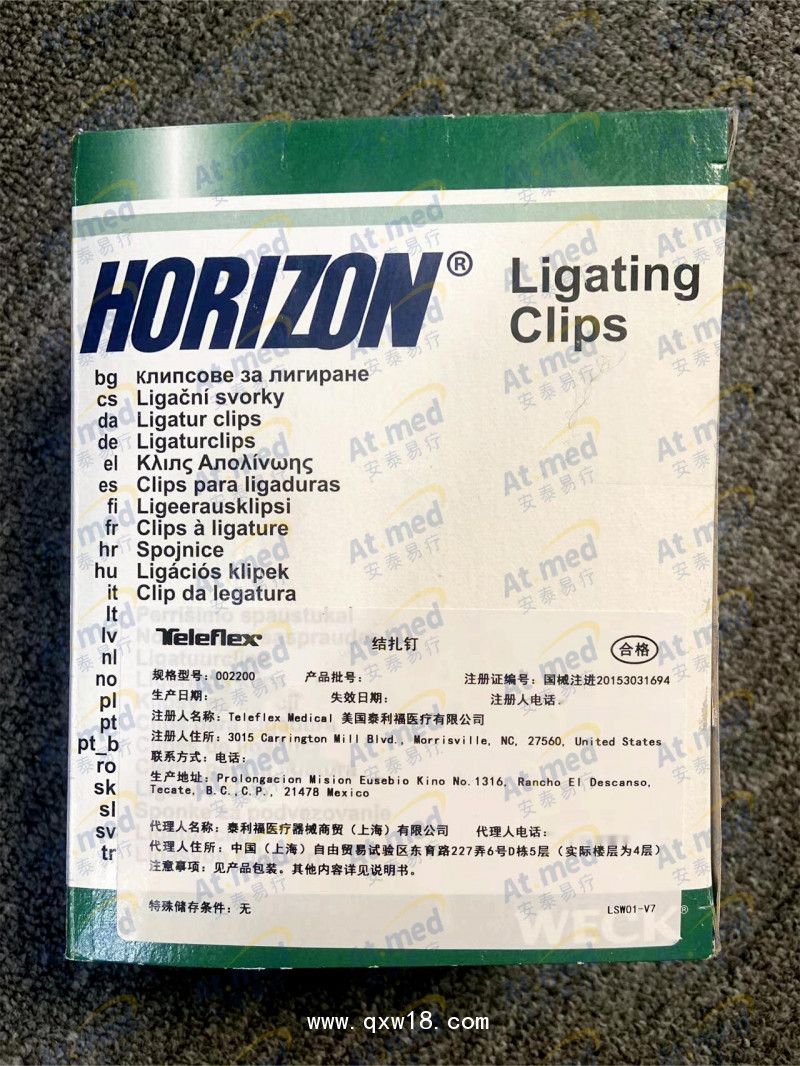 HORIZON®
Ligating
Clips
bg Клипсове за лигиране
cs Ligační svorky
da Ligatur clips
de Ligaturclips
el Κλιπς Απολίνωης
es Clips para ligaduras
fi Ligeerausklipsi
fr Clips à ligature
hr Spojnice
hu Ligációs klipek
it Clip da legatura
lt Perrišimo spaustukai
lv
nl
no
pl
pt
pt_b
ro
sk
sl
sv
tr
Teleflex 结扎钉 合格
规格型号：002200 产品批号： 注册证编号：国械注进20153031694
生产日期： 失效日期： 注册人电话．
注册人名称：Teleflex Medical 美国泰利福医疗有限公司
注册人住所：3015 Carrington Mill Blvd., Morrisville, NC, 27560, United States
联系方式：电话：
生产地址：Prolongacion Mision Eusebio Kino No.1316, Rancho El Descanso,
Tecate, B.C.,C.P., 21478 Mexico
代理人名称：泰利福医疗器械商贸（上海）有限公司 代理人电话：
代理人住所：中国（上海）自由贸易试验区东育路227弄6号D栋5层（实际楼层为4层）
注意事项：见产品包装。其他内容详见说明书。
特殊储存条件：无 LSW01-V7
WECK®
At med
安泰易行
www.qxw18.com